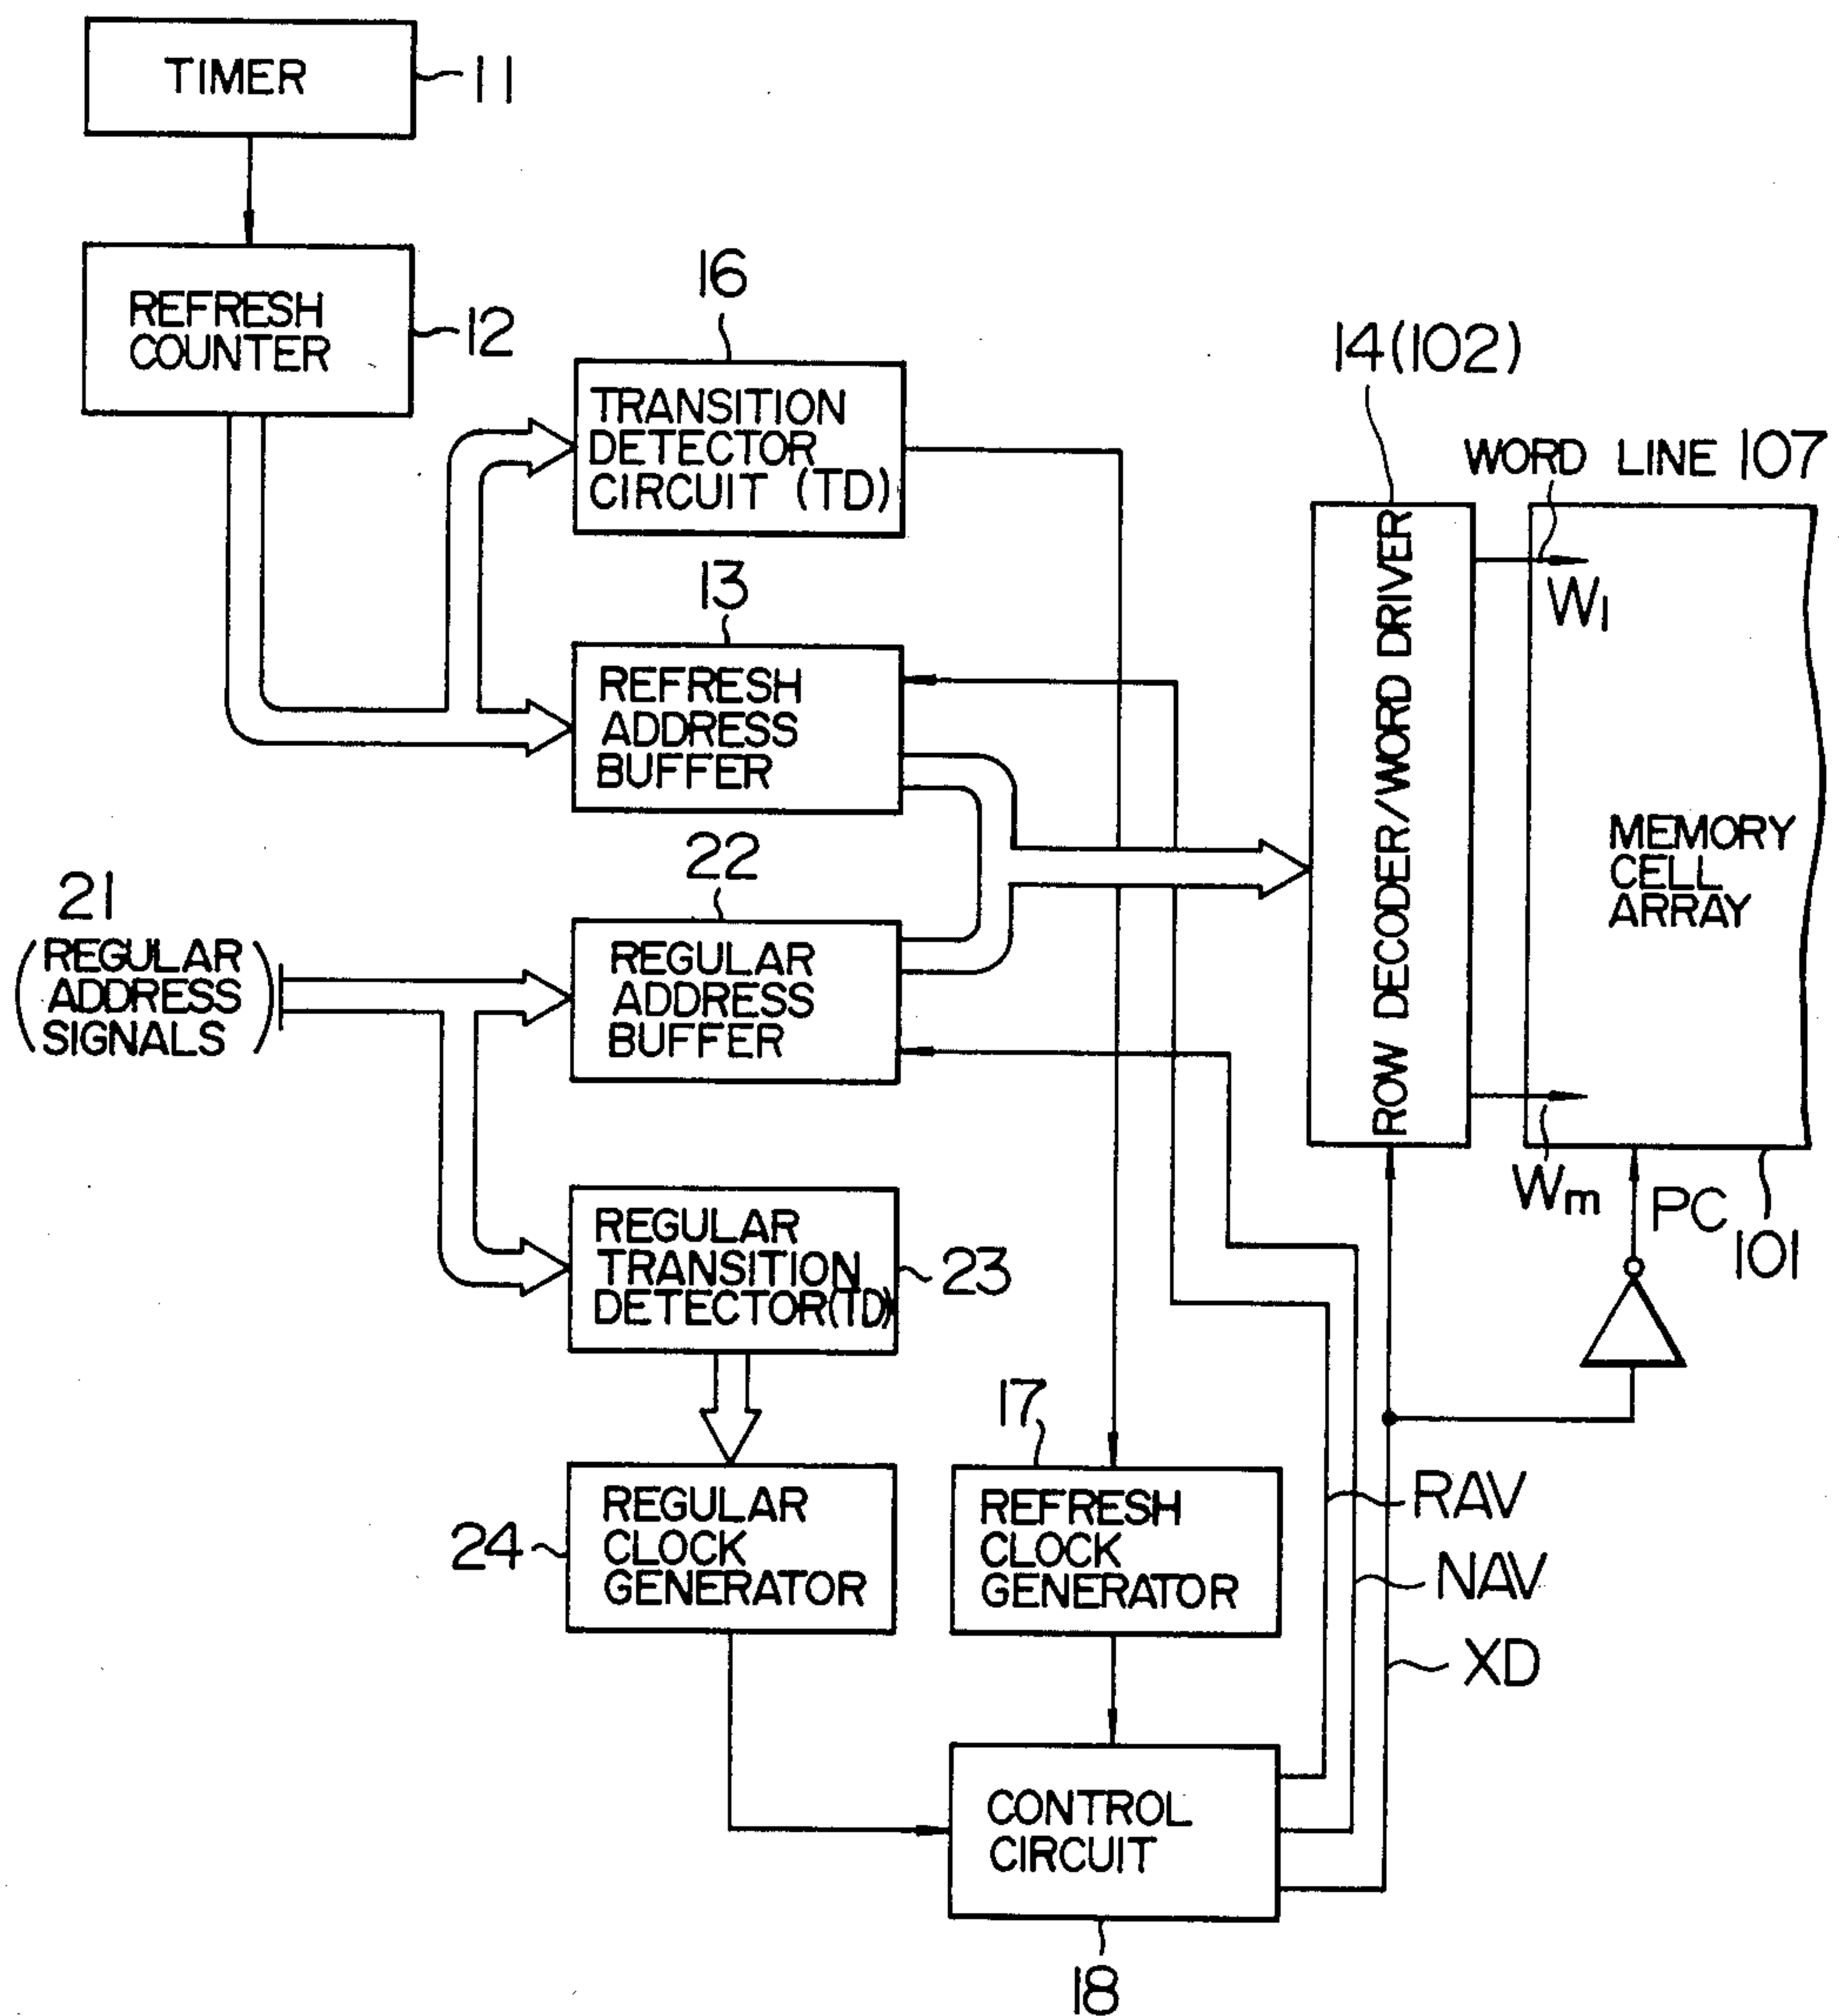 TIMER
11
REFRESH
COUNTER
12
16
TRANSITION
DETECTOR
CIRCUIT (TD)
14(102)
WORD LINE 107
13
REFRESH
ADDRESS
BUFFER
ROW DECODER/WORD DRIVER
W1
MEMORY
CELL
ARRAY
22
21
(REGULAR
ADDRESS
SIGNALS)
REGULAR
ADDRESS
BUFFER
Wm
PC
101
REGULAR
TRANSITION
DETECTOR(TD)
23
17
REGULAR
CLOCK
GENERATOR
24
REFRESH
CLOCK
GENERATOR
RAV
NAV
XD
CONTROL
CIRCUIT
18